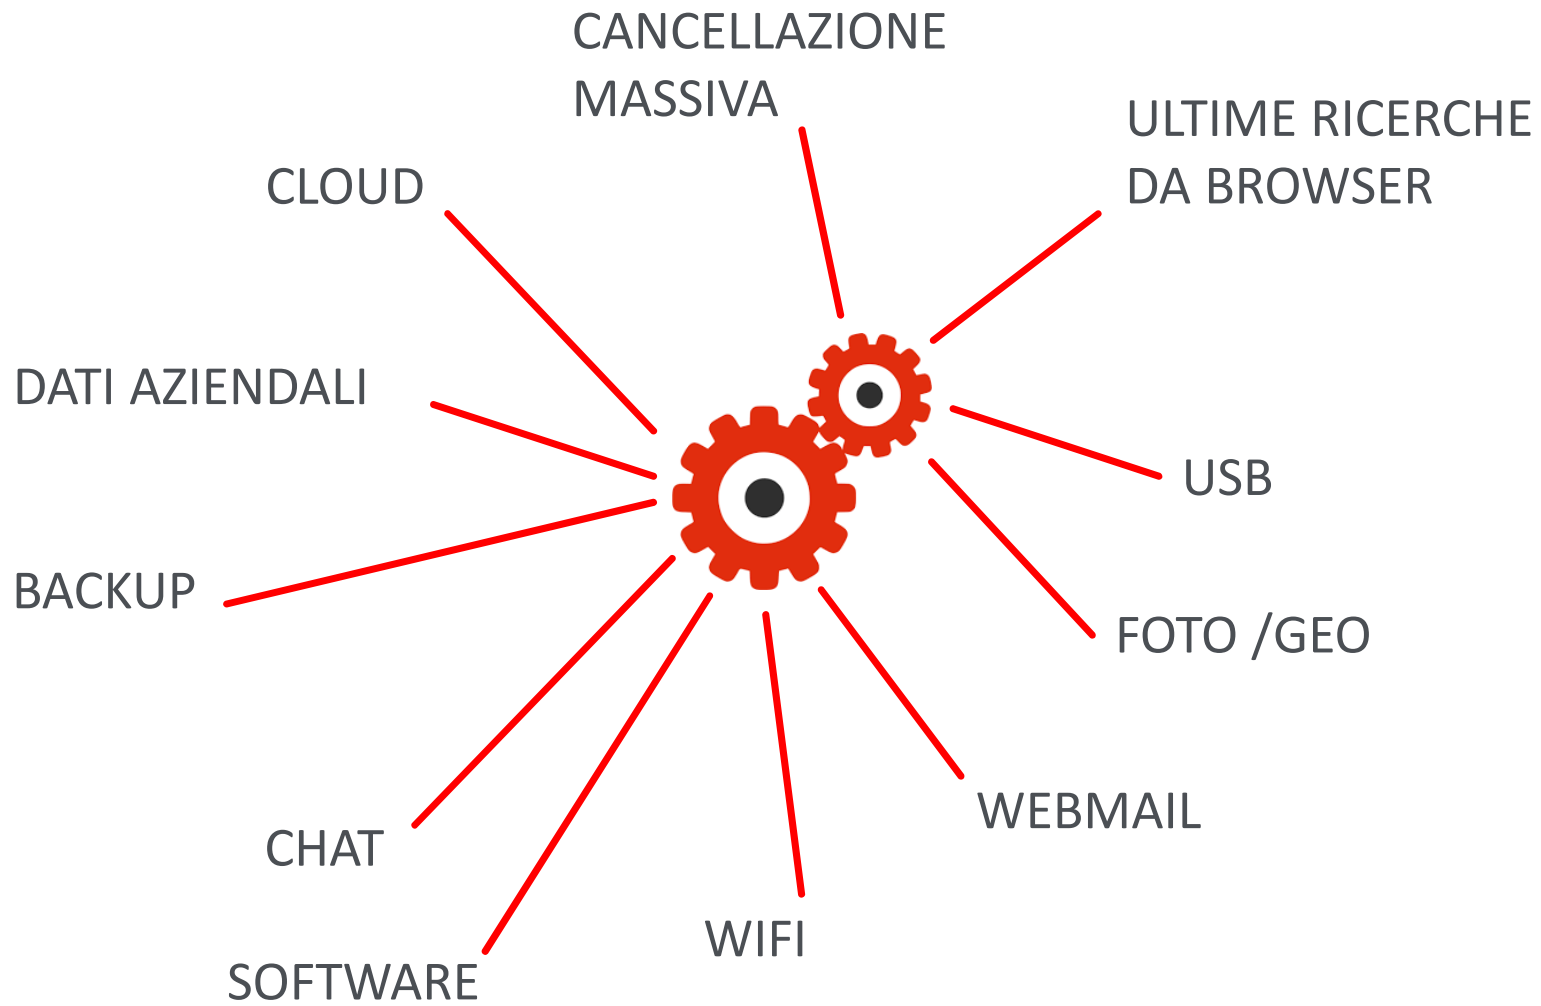 CANCELLAZIONE
MASSIVA
ULTIME RICERCHE
DA BROWSER
CLOUD
DATI AZIENDALI
USB
BACKUP
FOTO /GEO
WEBMAIL
CHAT
WIFI
SOFTWARE